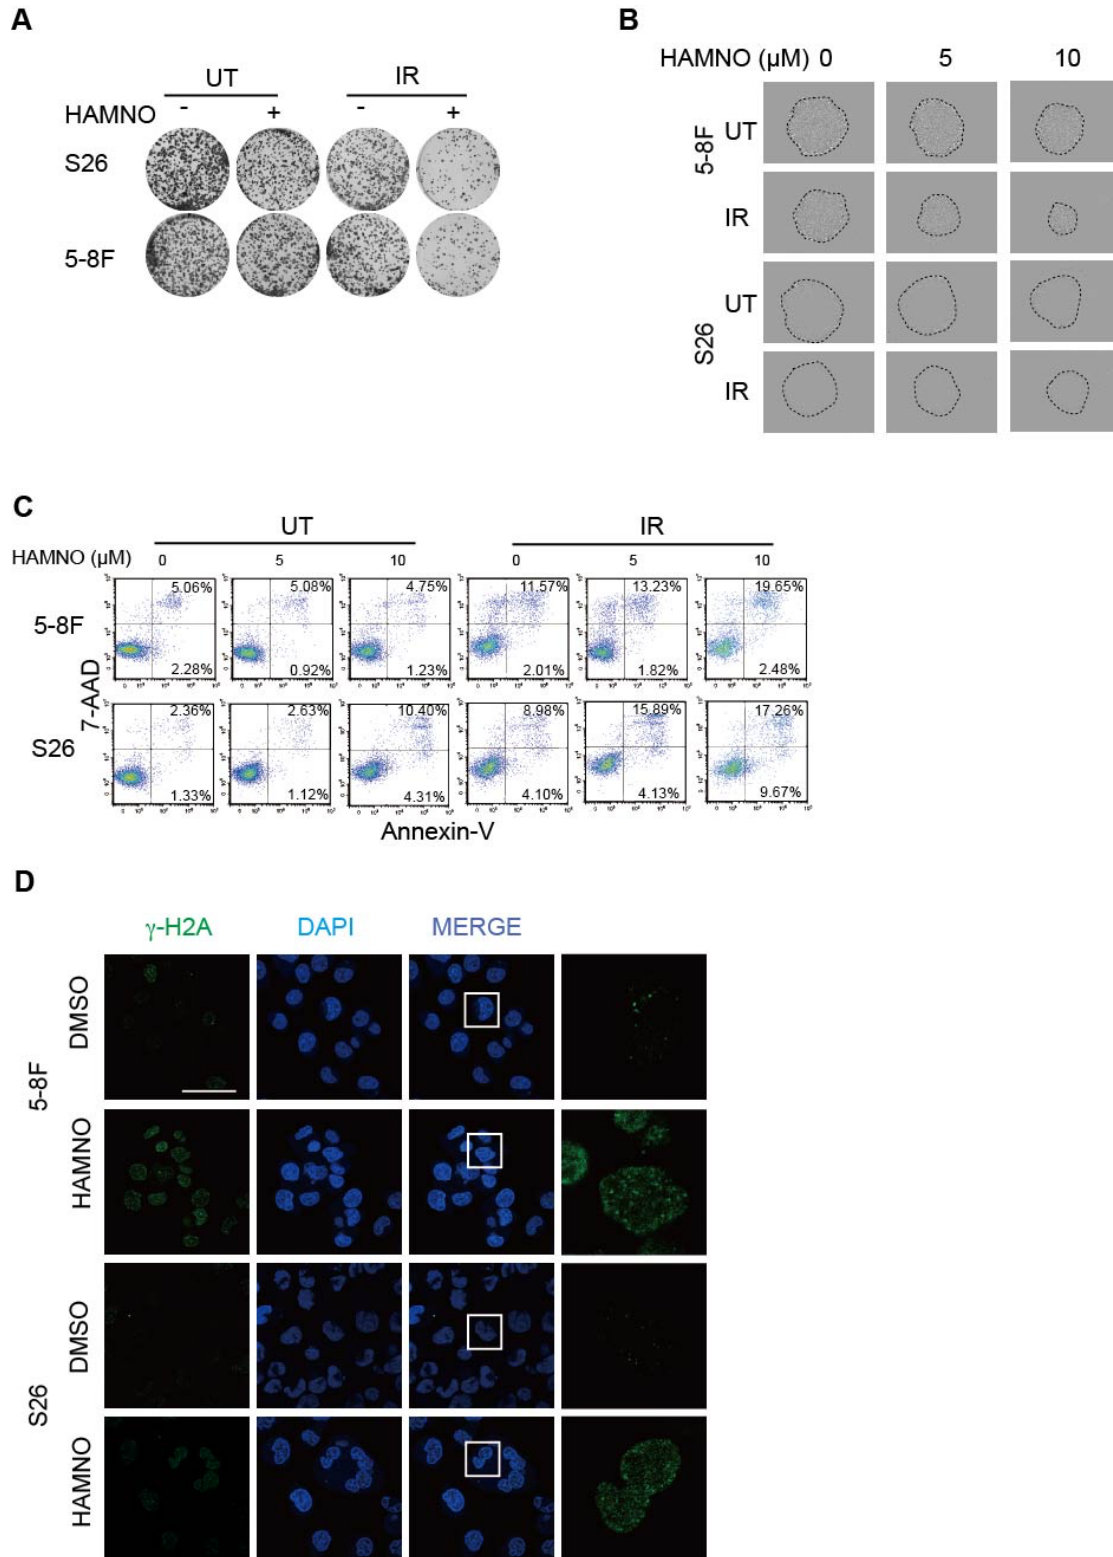 A
UT IR
HAMNO - + - +
S26
5-8F
B
HAMNO (μM) 0 5 10
5-8F
UT
IR
S26
UT
IR
C
UT IR
HAMNO (μM) 0 5 10 0 5 10
5-8F
5.06% 5.08% 4.75% 11.57% 13.23% 19.65%
2.28% 0.92% 1.23% 2.01% 1.82% 2.48%
7-AAD
S26
2.36% 2.63% 10.40% 8.98% 15.89% 17.26%
1.33% 1.12% 4.31% 4.10% 4.13% 9.67%
Annexin-V
D
γ-H2A DAPI MERGE
5-8F
DMSO
HAMNO
S26
DMSO
HAMNO